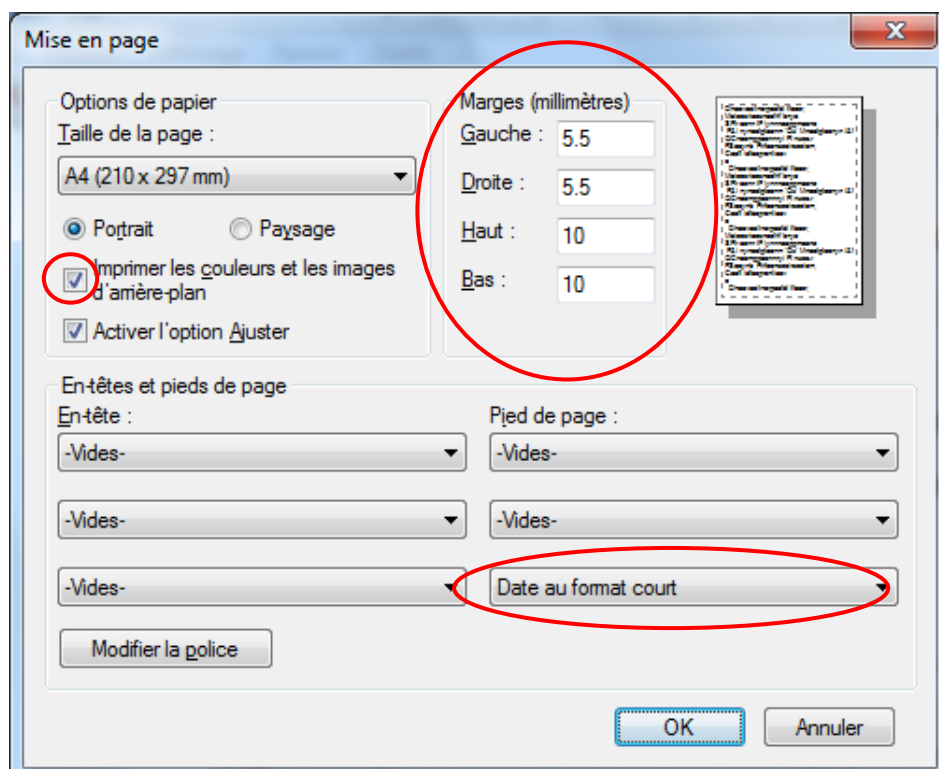 Mise en page
Options de papier
Taille de la page :
A4 (210 x 297 mm)
Portrait
Paysage
Imprimer les couleurs et les images
d'arrière-plan
Activer l'option Ajuster
Marges (millimètres)
Gauche : 5.5
Droite : 5.5
Haut : 10
Bas : 10
En-têtes et pieds de page
En-tête :
Pied de page :
-Vides-
-Vides-
-Vides-
-Vides-
-Vides-
Date au format court
Modifier la police
OK
Annuler